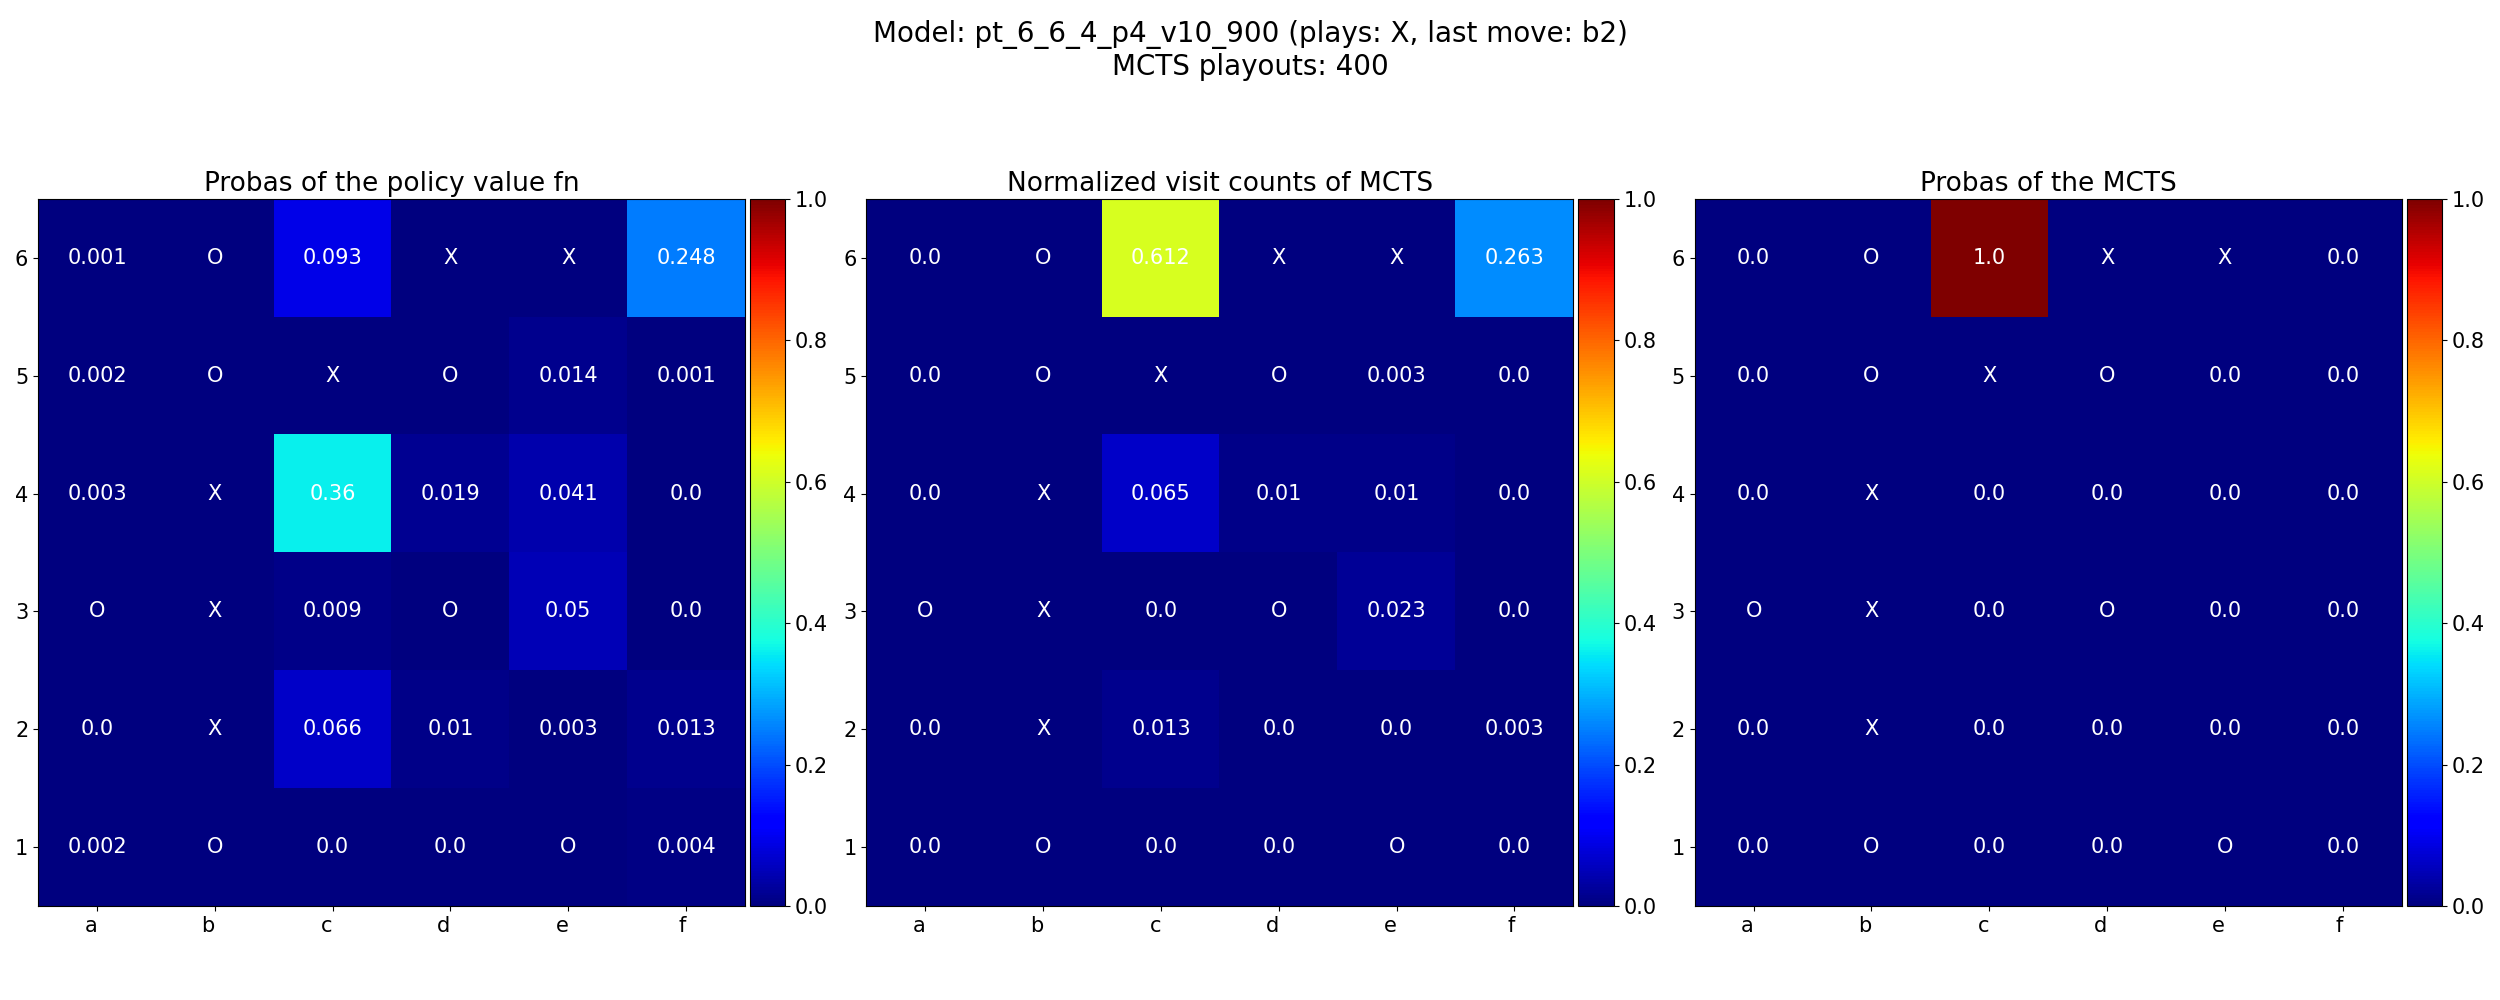 Model: pt_6_6_4_p4_v10_900 (plays: X, last move: b2)
MCTS playouts: 400
Probas of the policy value fn
6 0.001 O 0.093 X X 0.248
5 0.002 O X O 0.014 0.001
4 0.003 X 0.36 0.019 0.041 0.0
3 O X 0.009 O 0.05 0.0
2 0.0 X 0.066 0.01 0.003 0.013
1 0.002 O 0.0 0.0 O 0.004
a b c d e f
1.0
0.8
0.6
0.4
0.2
0.0
Normalized visit counts of MCTS
6 0.0 O 0.612 X X 0.263
5 0.0 O X O 0.003 0.0
4 0.0 X 0.065 0.01 0.01 0.0
3 O X 0.0 O 0.023 0.0
2 0.0 X 0.013 0.0 0.0 0.003
1 0.0 O 0.0 0.0 O 0.0
a b c d e f
1.0
0.8
0.6
0.4
0.2
0.0
Probas of the MCTS
6 0.0 O 1.0 X X 0.0
5 0.0 O X O 0.0 0.0
4 0.0 X 0.0 0.0 0.0 0.0
3 O X 0.0 O 0.0 0.0
2 0.0 X 0.0 0.0 0.0 0.0
1 0.0 O 0.0 0.0 O 0.0
a b c d e f
1.0
0.8
0.6
0.4
0.2
0.0